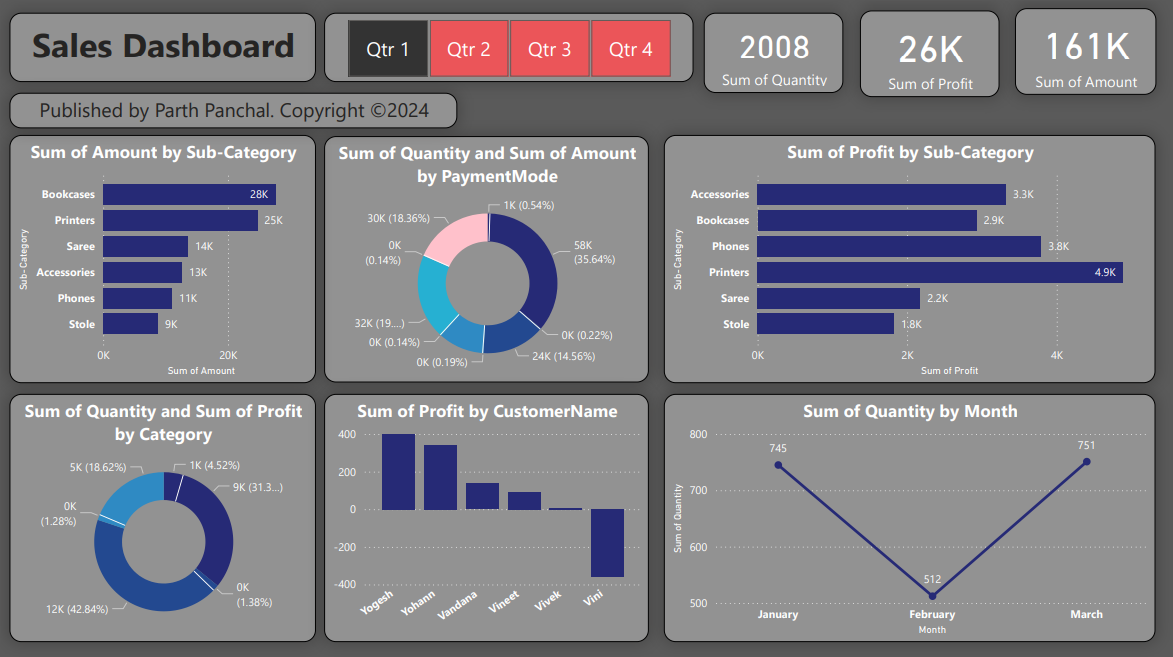 Sales Dashboard
Qtr 1
Qtr 2
Qtr 3
Qtr 4
2008
Sum of Quantity
26K
Sum of Profit
161K
Sum of Amount
Published by Parth Panchal. Copyright ©2024
Sum of Amount by Sub-Category
Sub-Category
Bookcases
28K
Printers
25K
Saree
14K
Accessories
13K
Phones
11K
Stole
9K
0K
20K
Sum of Amount
Sum of Quantity and Sum of Amount
by PaymentMode
1K (0.54%)
30K (18.36%)
58K
(35.64%)
0K
(0.14%)
32K (19....)
0K (0.22%)
0K (0.14%)
24K (14.56%)
0K (0.19%)
Sum of Profit by Sub-Category
Sub-Category
Accessories
3.3K
Bookcases
2.9K
Phones
3.8K
Printers
4.9K
Saree
2.2K
Stole
1.8K
0K
2K
4K
Sum of Profit
Sum of Quantity and Sum of Profit
by Category
5K (18.62%)
1K (4.52%)
9K (31.3...)
0K
(1.28%)
0K
(1.38%)
12K (42.84%)
Sum of Profit by CustomerName
400
200
0
-200
-400
Yogesh
Yohann
Vandana
Vineet
Vivek
Vini
Sum of Quantity by Month
Sum of Quantity
800
700
600
500
745
512
751
January
February
March
Month